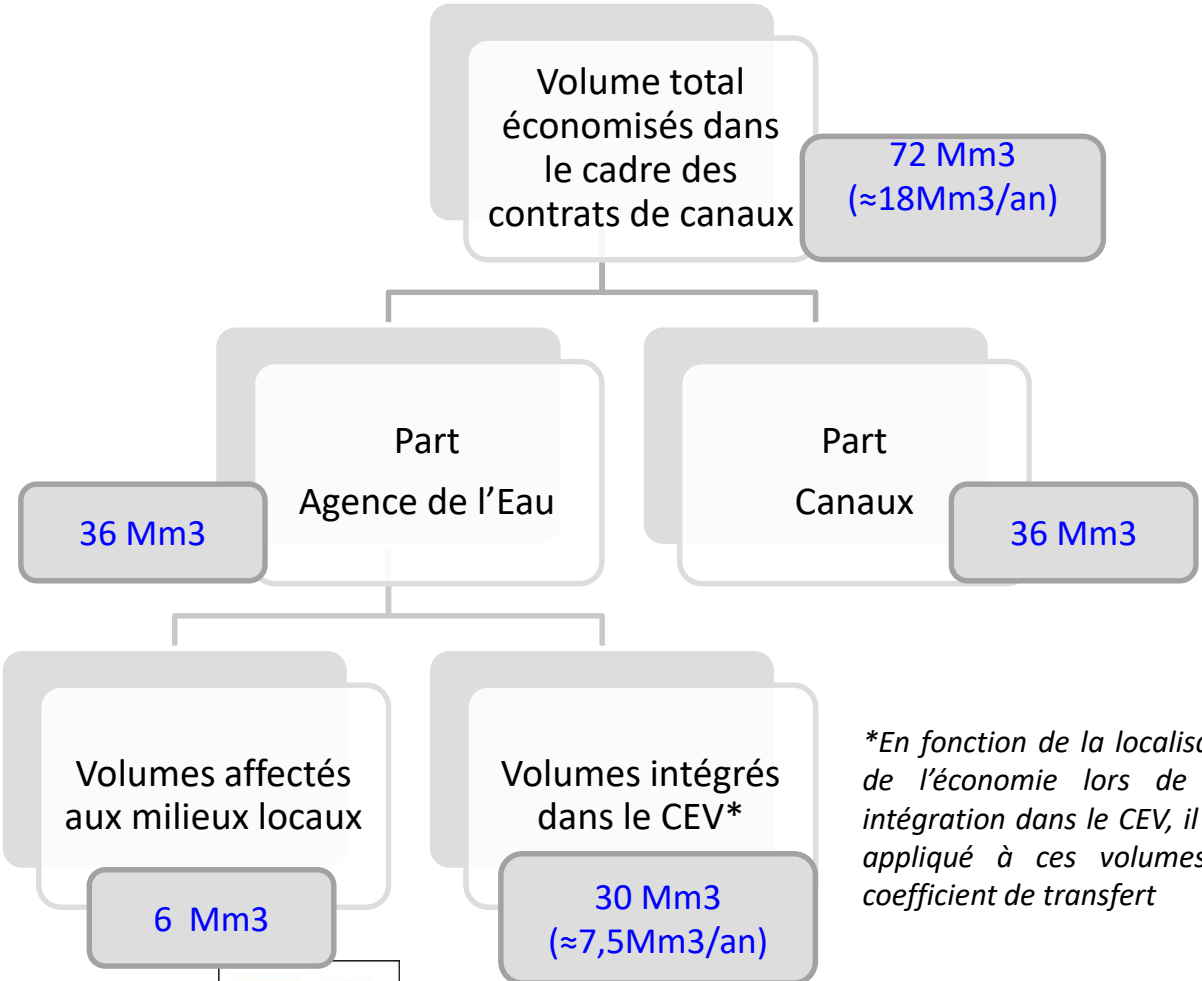 Volume total
économisés dans
le cadre des
contrats de canaux
72 Mm3
(≈18Mm3/an)
Part
Agence de l'Eau
36 Mm3
Part
Canaux
36 Mm3
Volumes affectés
aux milieux locaux
6 Mm3
Volumes intégrés
dans le CEV*
30 Mm3
(≈7,5Mm3/an)
*En fonction de la
de l'économie lors de
intégration dans le CEV, il
appliqué à ces volumes
coefficient de transfert